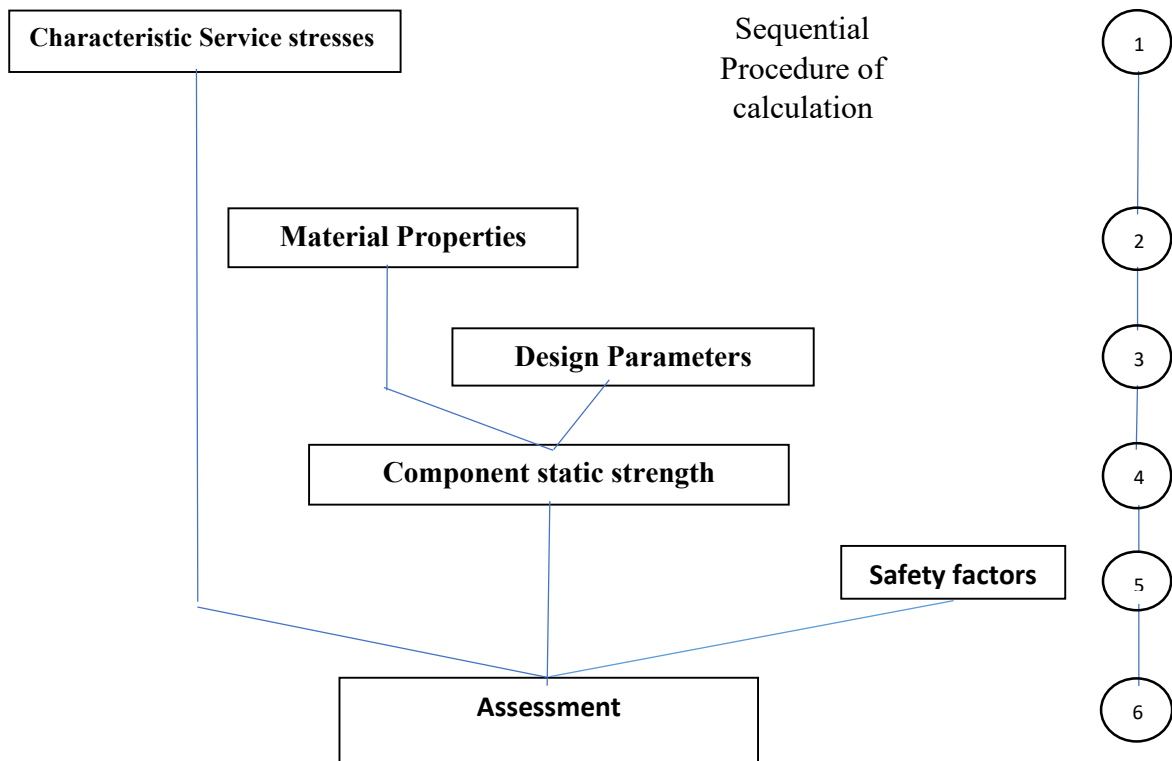 Characteristic Service stresses
Sequential
Procedure of
calculation
1
Material Properties
2
Design Parameters
3
Component static strength
4
Safety factors
5
Assessment
6